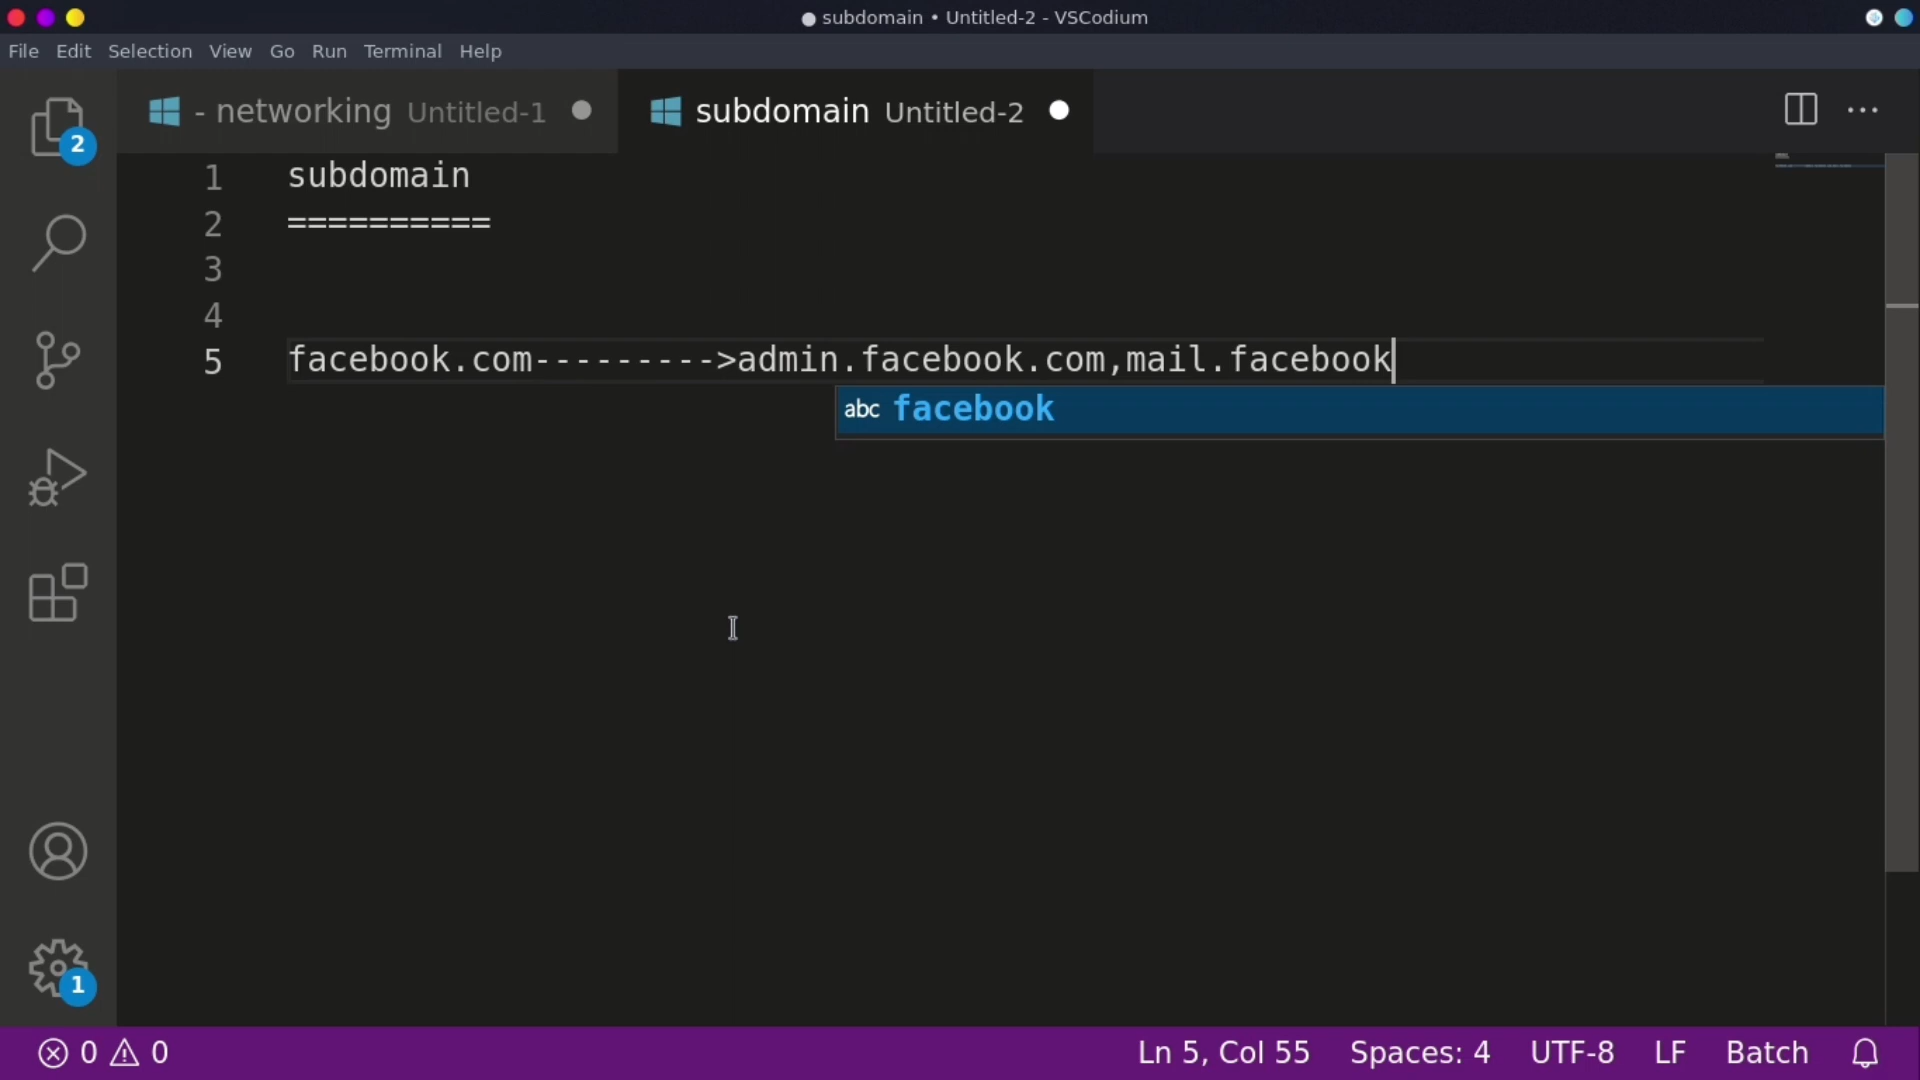 subdomain • Untitled-2 - VSCodium
File Edit Selection View Go Run Terminal Help
- networking Untitled-1 subdomain Untitled-2
2
1 subdomain
2 ==========
3
4
5 facebook.com--------->admin.facebook.com,mail.facebook
abc facebook
1
0 0 Ln 5, Col 55 Spaces: 4 UTF-8 LF Batch